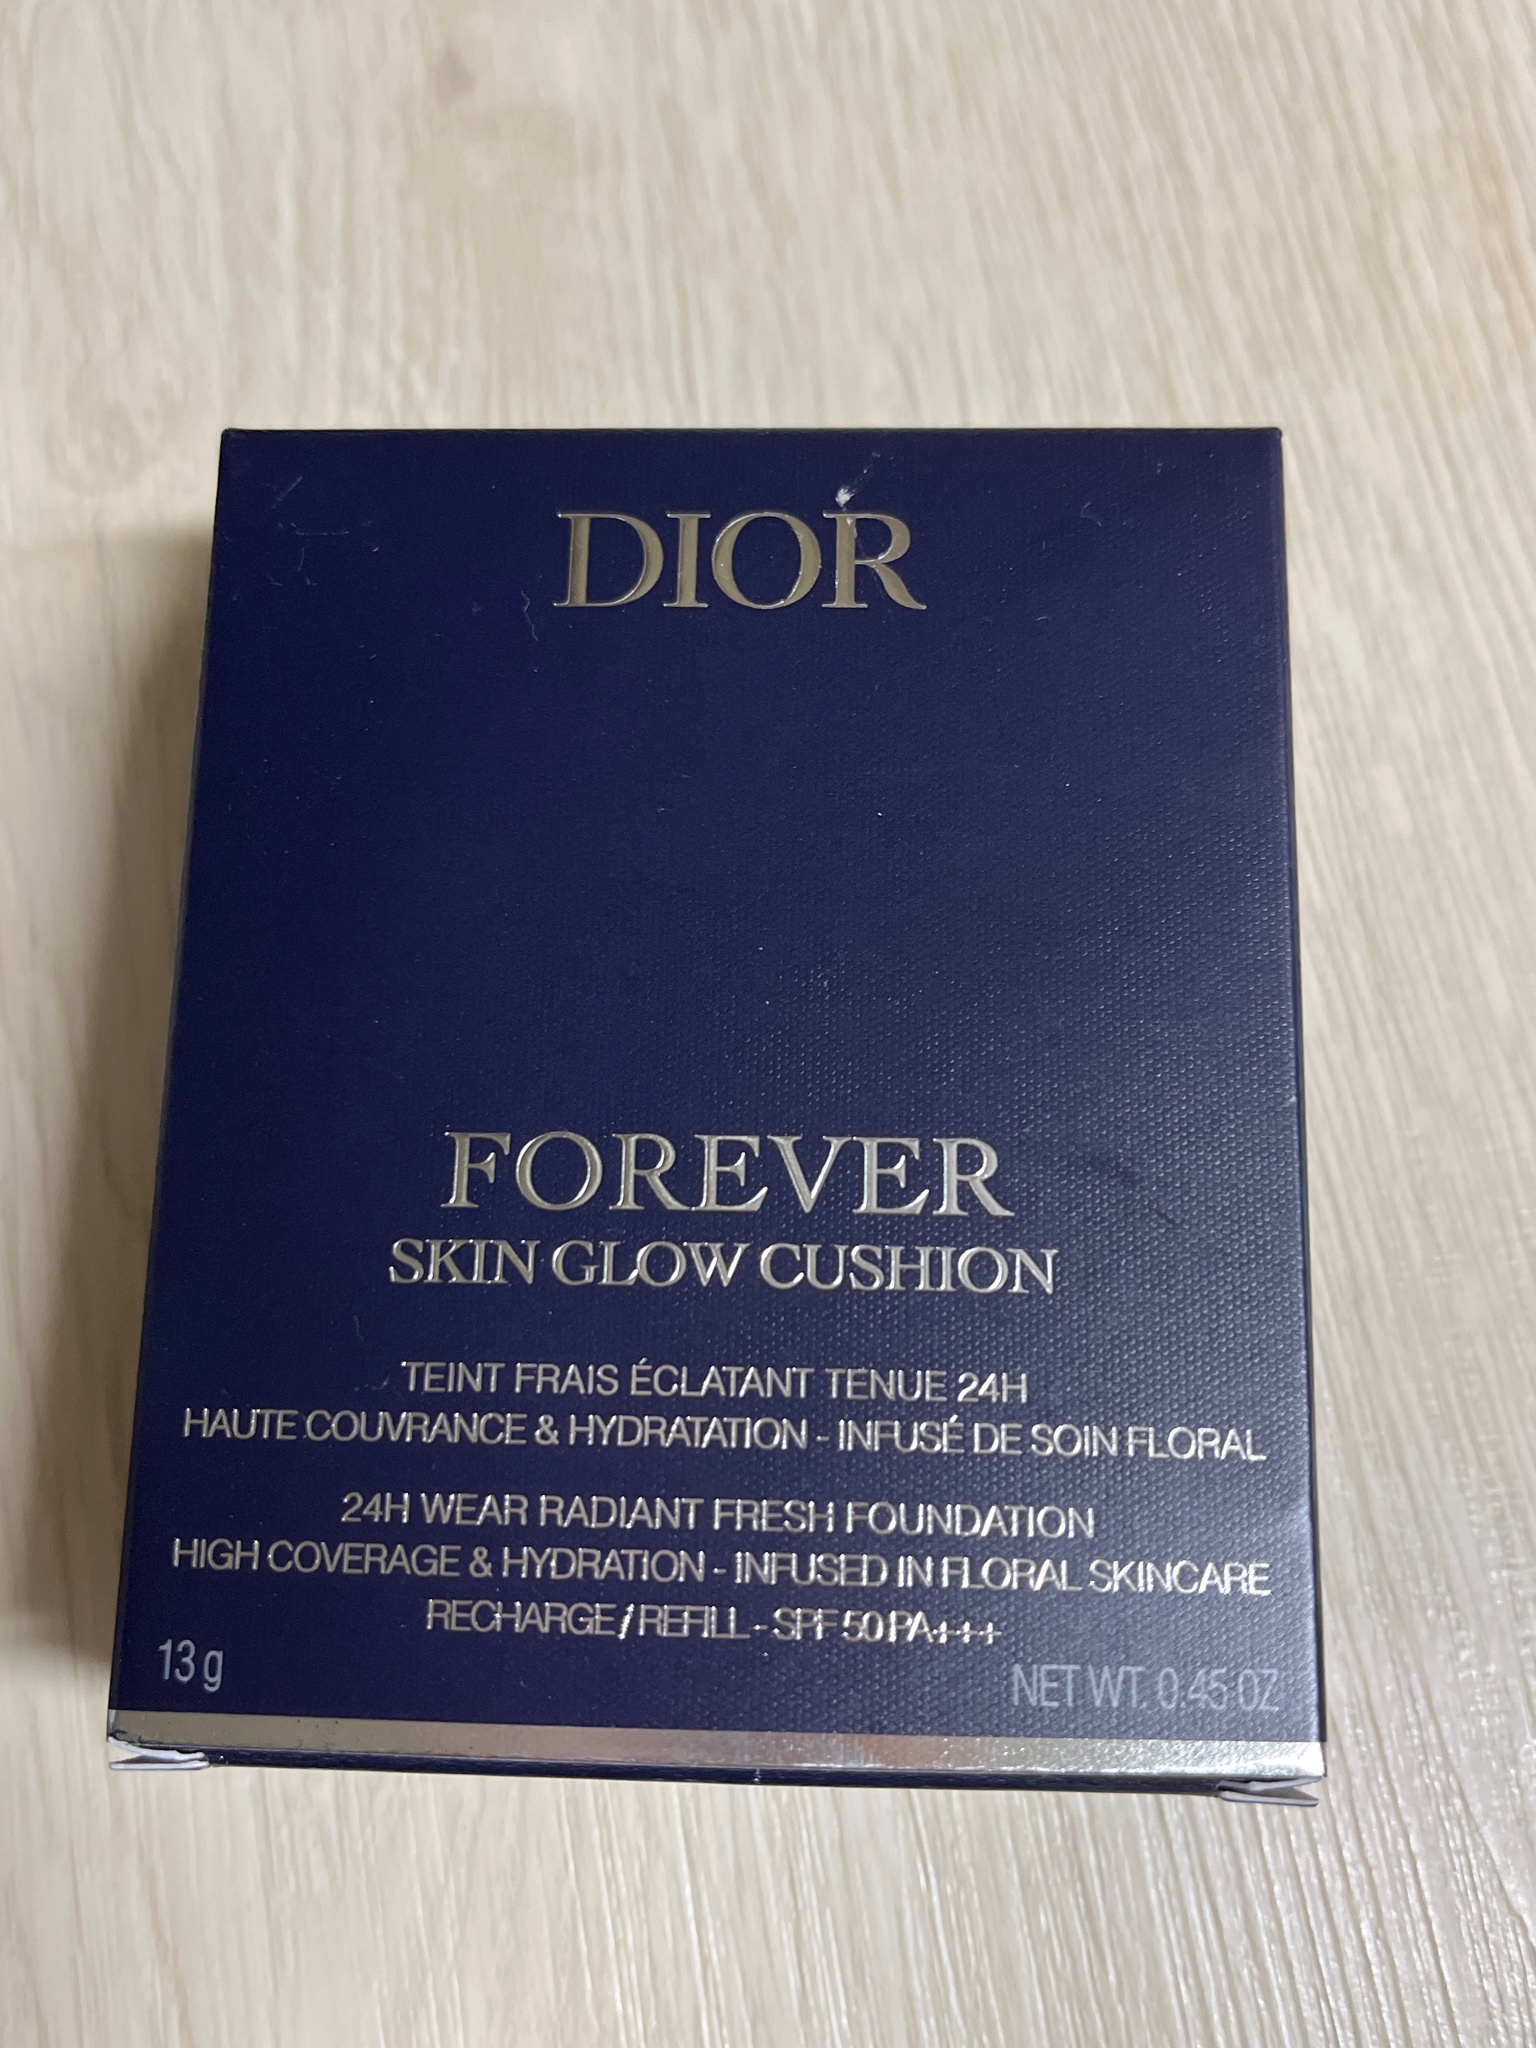 DIOR
FOREVER
SKIN GLOW CUSHION
TEINT FRAIS ÉCLATANT TENUE 24H
HAUTE COUVRANCE & HYDRATATION - INFUSÉ DE SOIN FLORAL
24H WEAR RADIANT FRESH FOUNDATION
HIGH COVERAGE & HYDRATION - INFUSED IN FLORAL SKINCARE
RECHARGE / REFILL - SPF 50 PA+++
13 g NET WT. 0.45 OZ